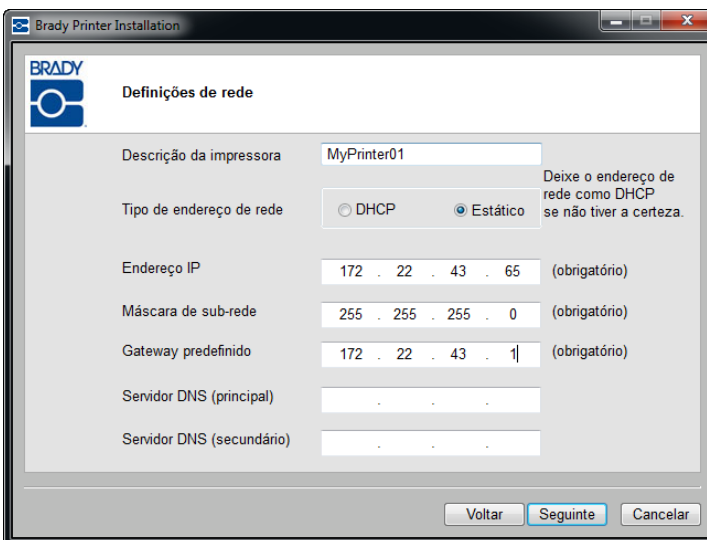 Brady Printer Installation
BRADY
Definições de rede
Descrição da impressora MyPrinter01
Deixe o endereço de
rede como DHCP
se não tiver a certeza.
Tipo de endereço de rede DHCP Estático
Endereço IP 172 . 22 . 43 . 65 (obrigatório)
Máscara de sub-rede 255 . 255 . 255 . 0 (obrigatório)
Gateway predefinido 172 . 22 . 43 . 1 (obrigatório)
Servidor DNS (principal) . . .
Servidor DNS (secundário) . . .
Voltar Seguinte Cancelar